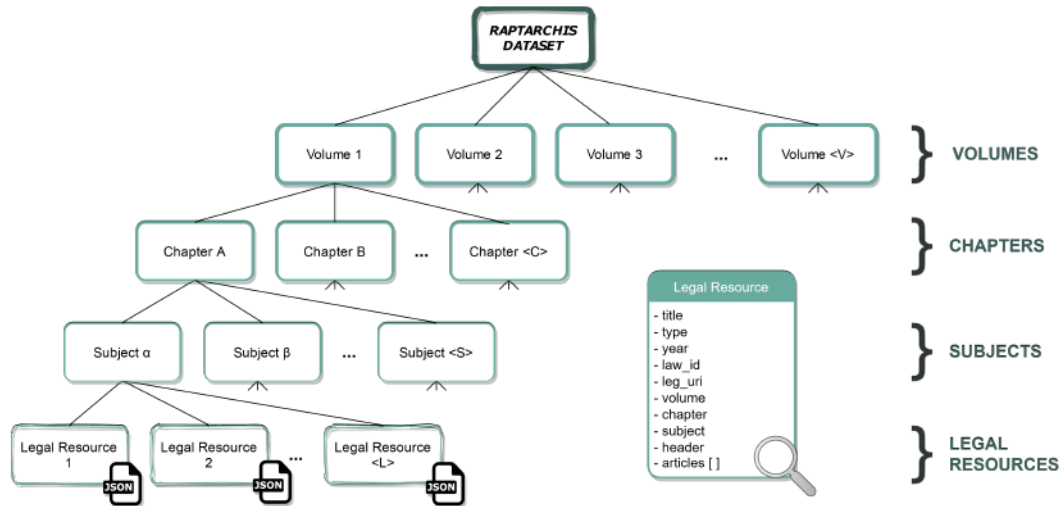 RAPTARCHIS
DATASET
Volume 1
Volume 2
Volume 3
...
Volume <V>
VOLUMES
Chapter A
Chapter B
...
Chapter <C>
CHAPTERS
Subject α
Subject β
...
Subject <S>
SUBJECTS
Legal Resource
1
JSON
Legal Resource
2
JSON
...
Legal Resource
<L>
JSON
LEGAL
RESOURCES
Legal Resource
- title
- type
- year
- law_id
- leg_uri
- volume
- chapter
- subject
- header
- articles [ ]